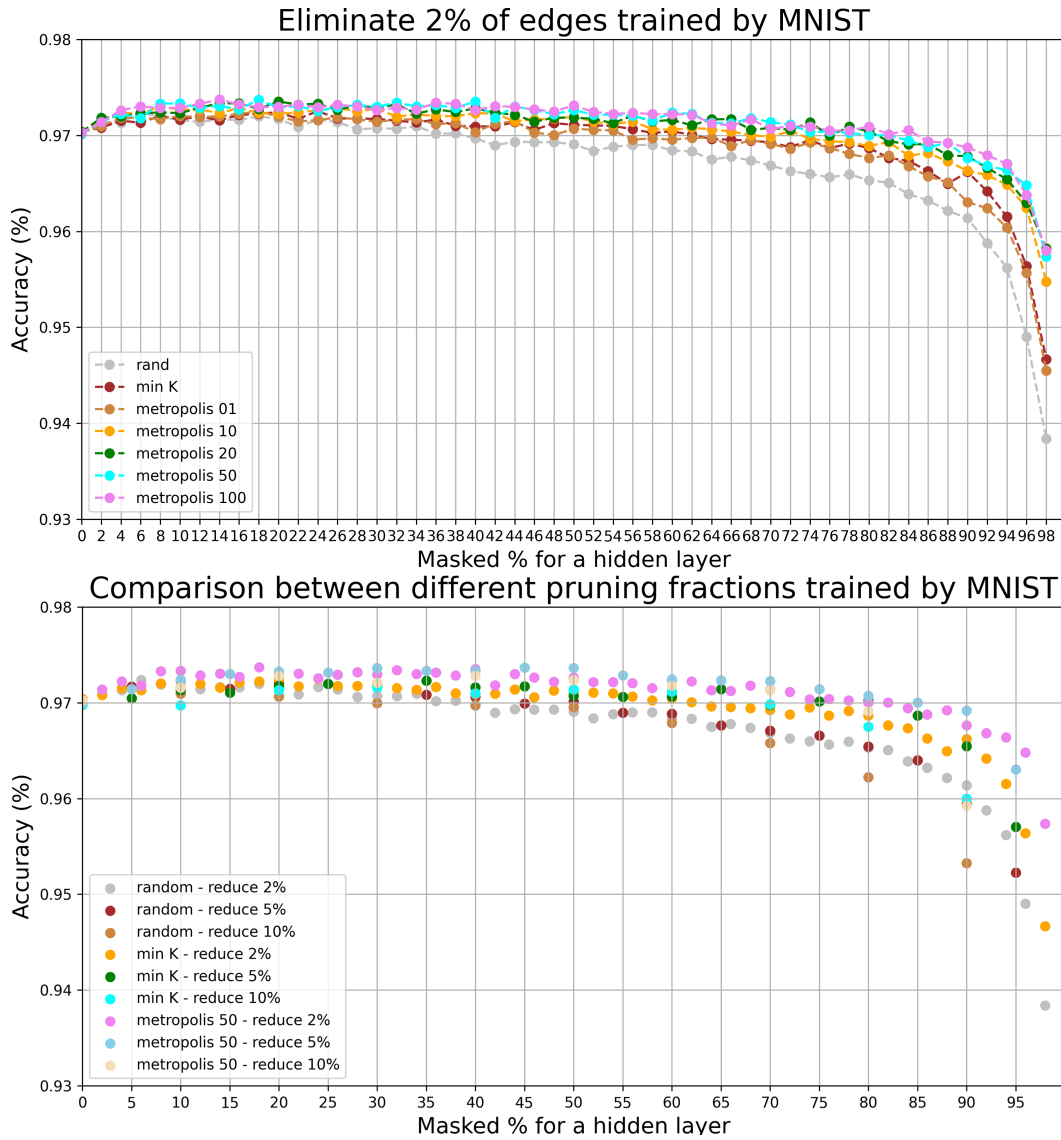 Eliminate 2% of edges trained by MNIST
0.98
0.97
0.96
0.95
0.94
0.93
Accuracy (%)
rand
min K
metropolis 01
metropolis 10
metropolis 20
metropolis 50
metropolis 100
0 2 4 6 8 10 12 14 16 18 20 22 24 26 28 30 32 34 36 38 40 42 44 46 48 50 52 54 56 58 60 62 64 66 68 70 72 74 76 78 80 82 84 86 88 90 92 94 96 98
Masked % for a hidden layer
Comparison between different pruning fractions trained by MNIST
0.98
0.97
0.96
0.95
0.94
0.93
Accuracy (%)
random - reduce 2%
random - reduce 5%
random - reduce 10%
min K - reduce 2%
min K - reduce 5%
min K - reduce 10%
metropolis 50 - reduce 2%
metropolis 50 - reduce 5%
metropolis 50 - reduce 10%
0 5 10 15 20 25 30 35 40 45 50 55 60 65 70 75 80 85 90 95
Masked % for a hidden layer